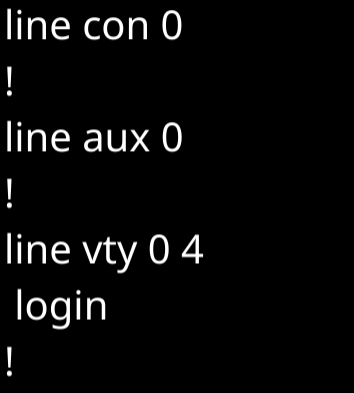 line con 0
!
line aux 0
!
line vty 0 4
 login
!